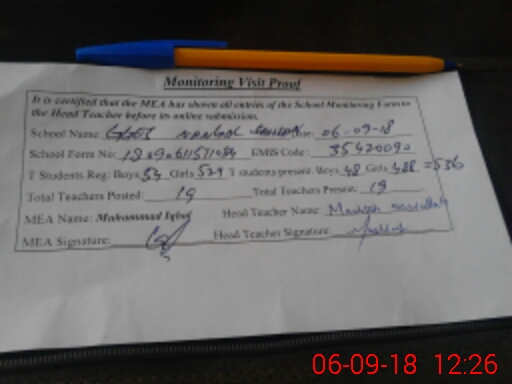 Monitoring Visit Proof
It is certified that the MEA has shown all entries of the School Monitoring Form to
the Head Teacher before its online submission.
School Name: Date: 06-09-18
School Form No: EMIS Code: 35420090
T Students Reg: Boys 54 Girls 529 T students present: Boys 48 Girls 488 = 536
Total Teachers Posted: 19 Total Teachers Present: 19
MEA Name: Muhammad Iqbal Head Teacher Name:
MEA Signature: Head Teacher Signature:
06-09-18 12:26